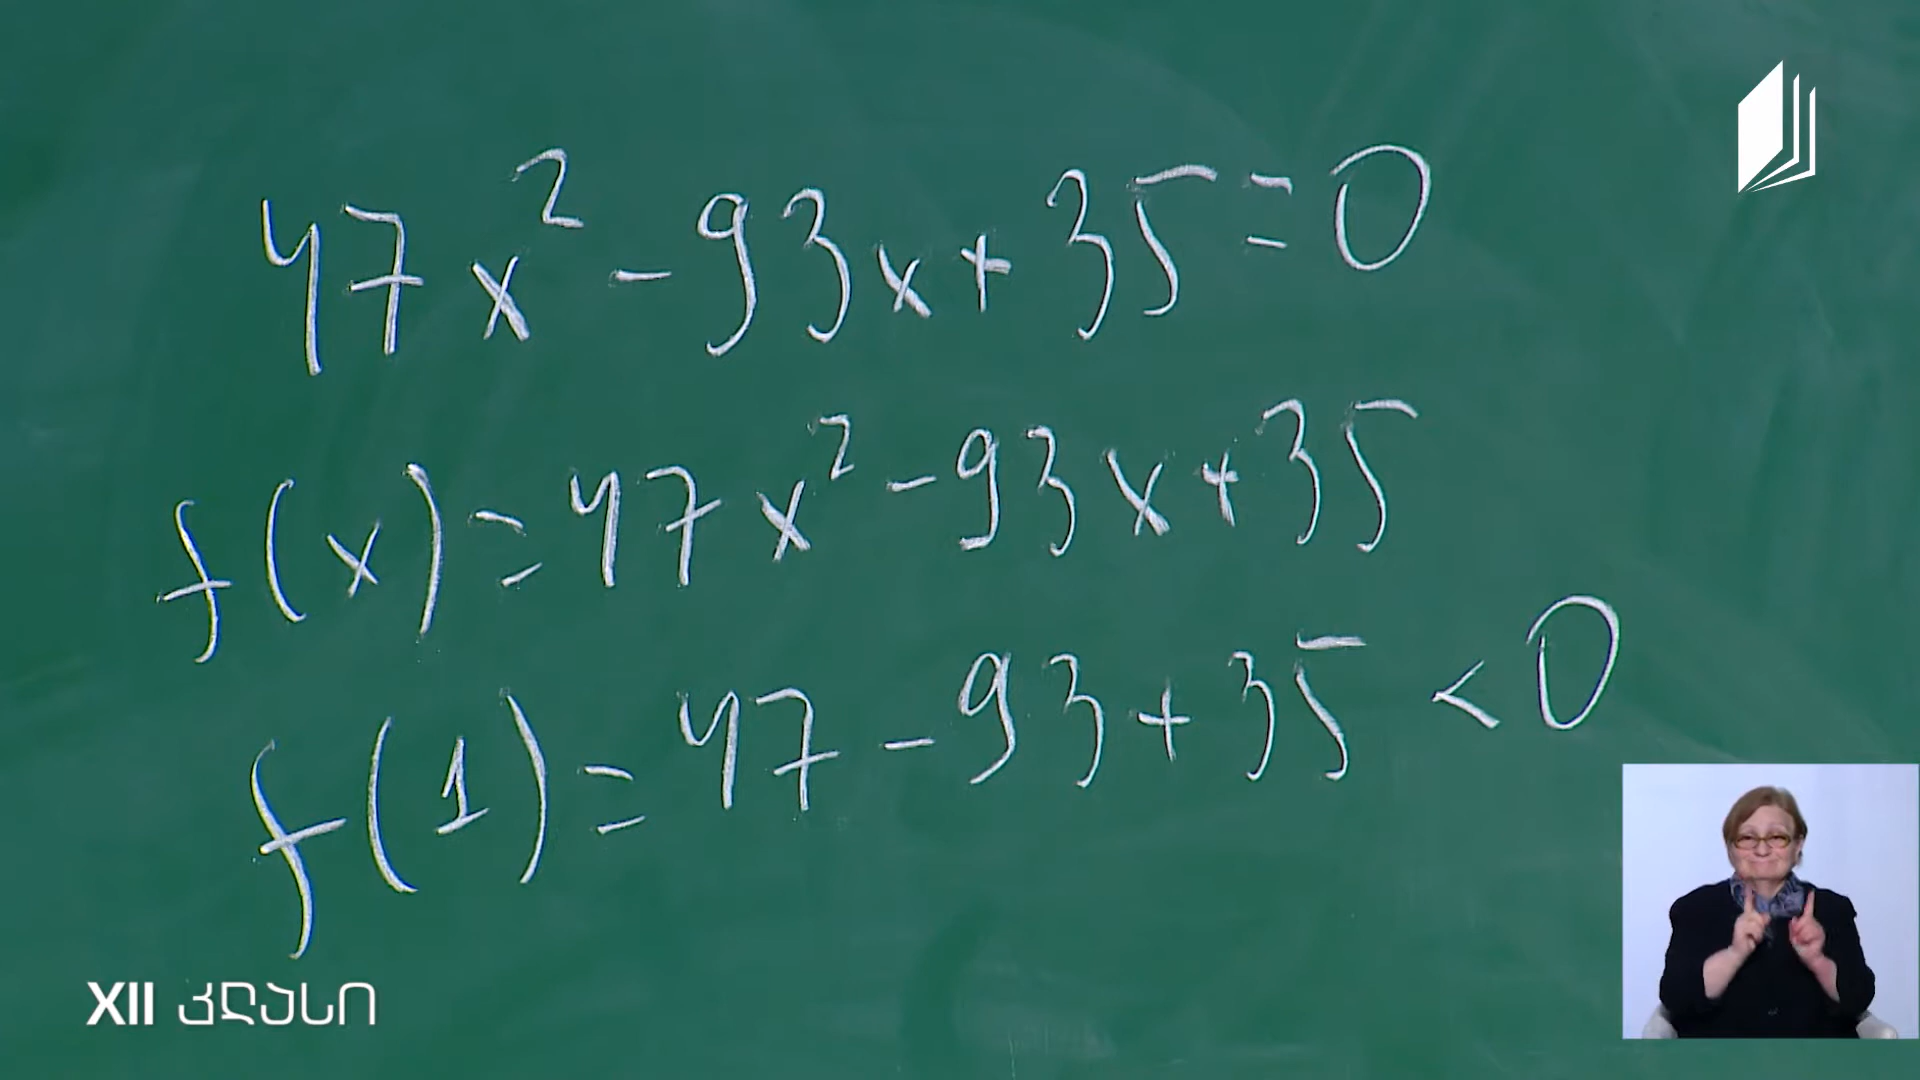 47x² - 93x + 35 = 0
f(x) = 47x² - 93x + 35
f(1) = 47 - 93 + 35 < 0
XII კლასი